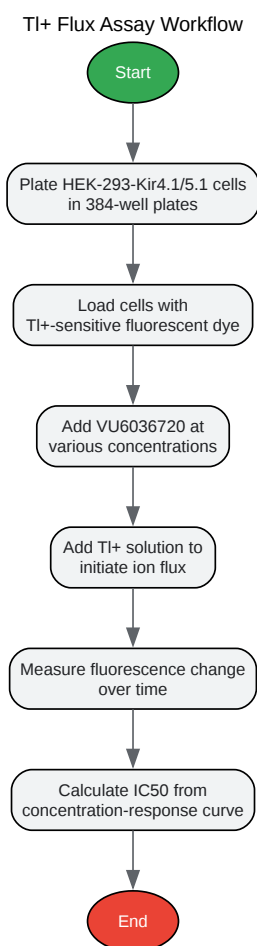 Tl+ Flux Assay Workflow
Start
Plate HEK-293-Kir4.1/5.1 cells
in 384-well plates
Load cells with
Tl+-sensitive fluorescent dye
Add VU6036720 at
various concentrations
Add Tl+ solution to
initiate ion flux
Measure fluorescence change
over time
Calculate IC50 from
concentration-response curve
End